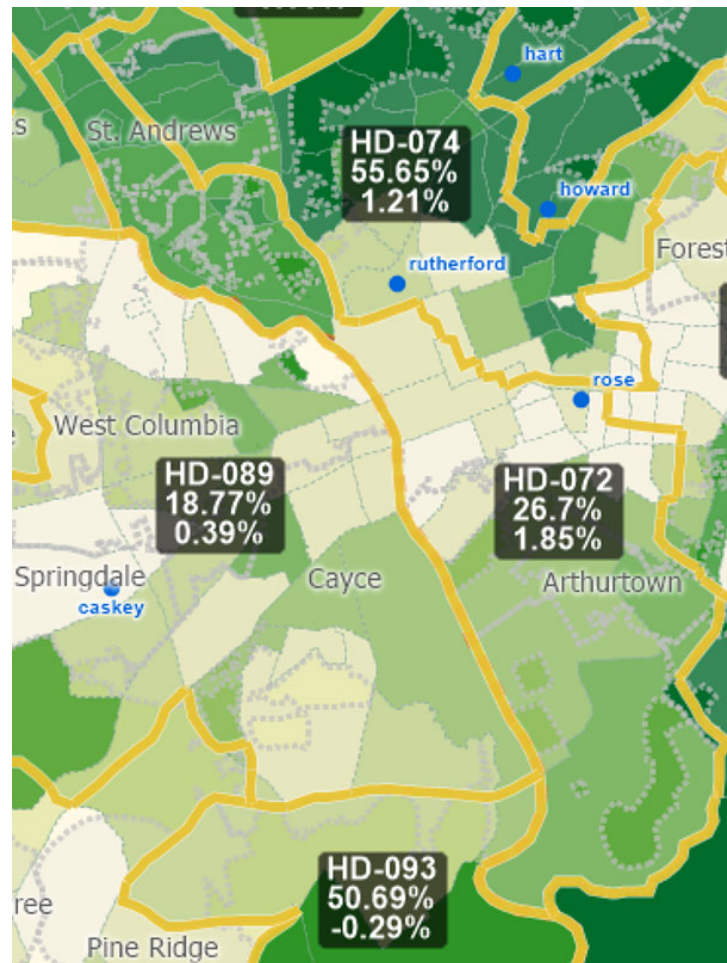 hart
St. Andrews
HD-074
55.65%
1.21%
howard
Forest
rutherford
rose
West Columbia
HD-089
18.77%
0.39%
HD-072
26.7%
1.85%
Springdale
caskey
Cayce
Arthurtown
HD-093
50.69%
-0.29%
ree
Pine Ridge